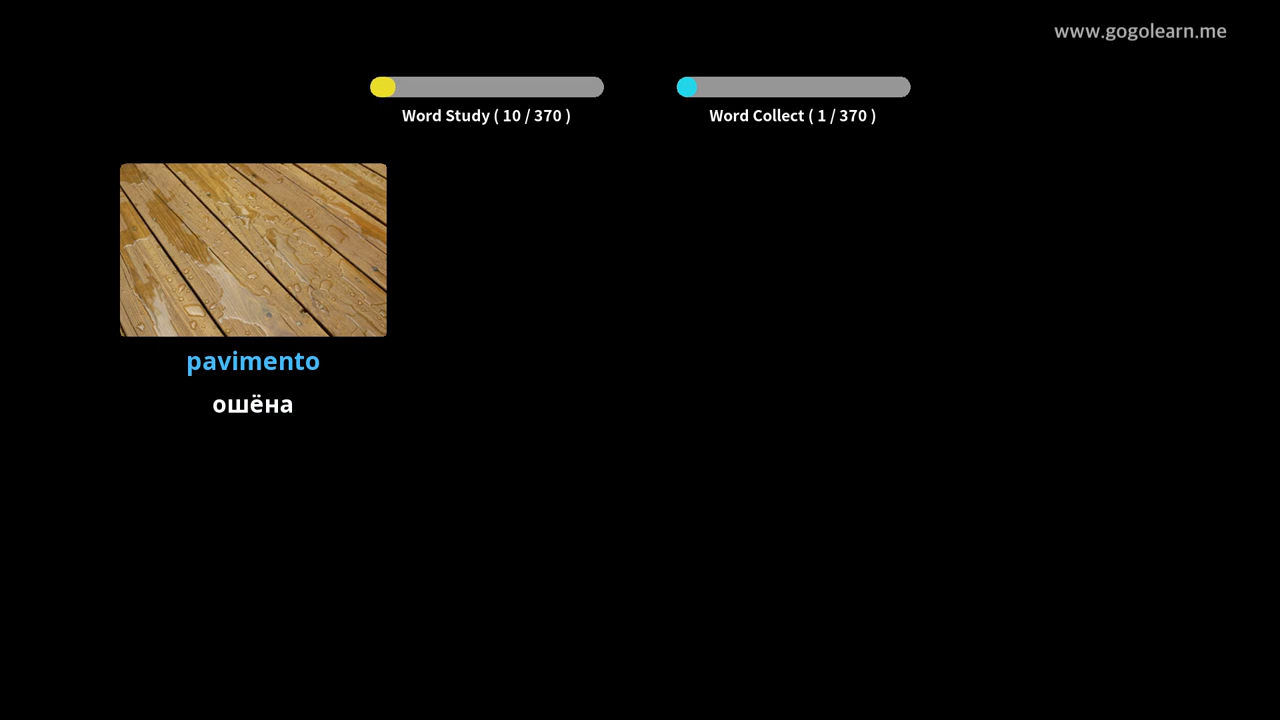 www.gogolearn.me
Word Study ( 10 / 370 )
Word Collect ( 1 / 370 )
pavimento
ошёна